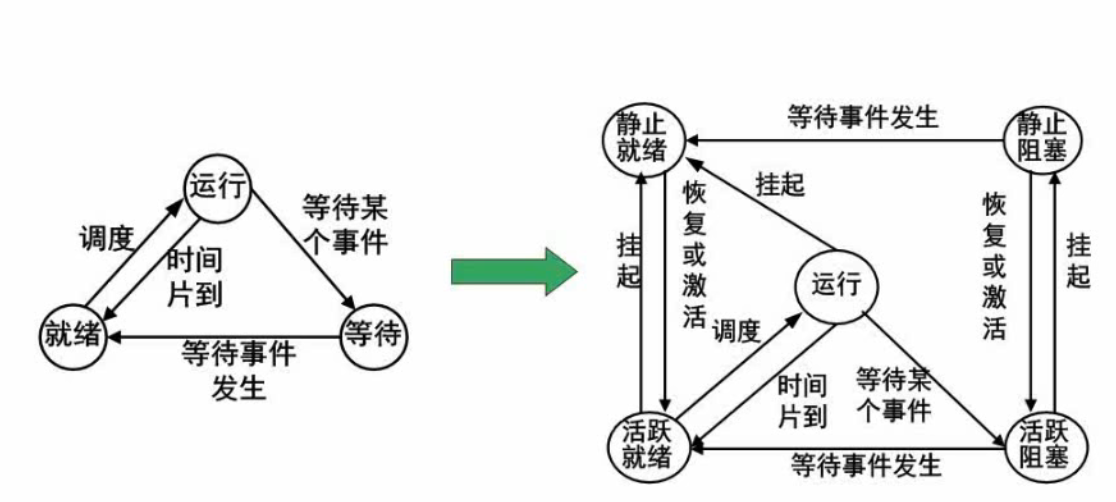 运行
调度
等待某
个事件
时间
片到
就绪
等待
等待事件
发生
静止
就绪
等待事件发生
静止
阻塞
挂起
恢复或激活
挂起
运行
恢复或激活
挂起
调度
时间
片到
等待某
个事件
活跃
就绪
等待事件发生
活跃
阻塞